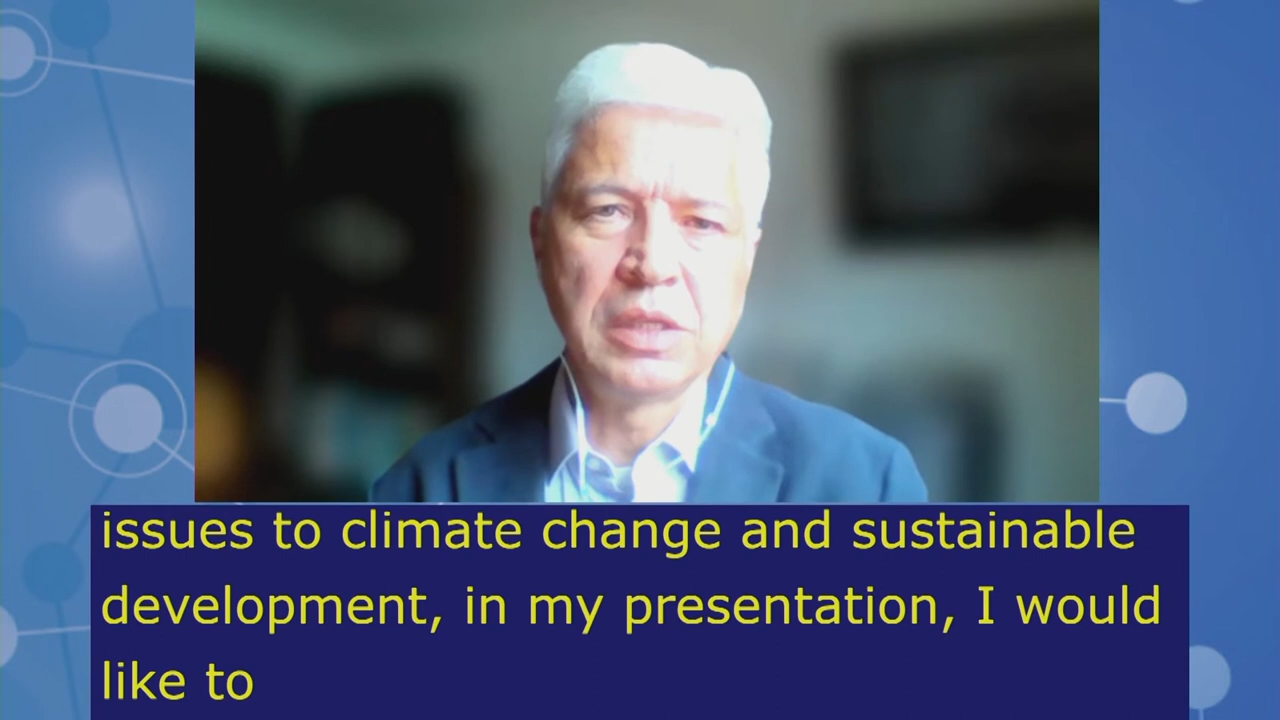 issues to climate change and sustainable
development, in my presentation, I would
like to